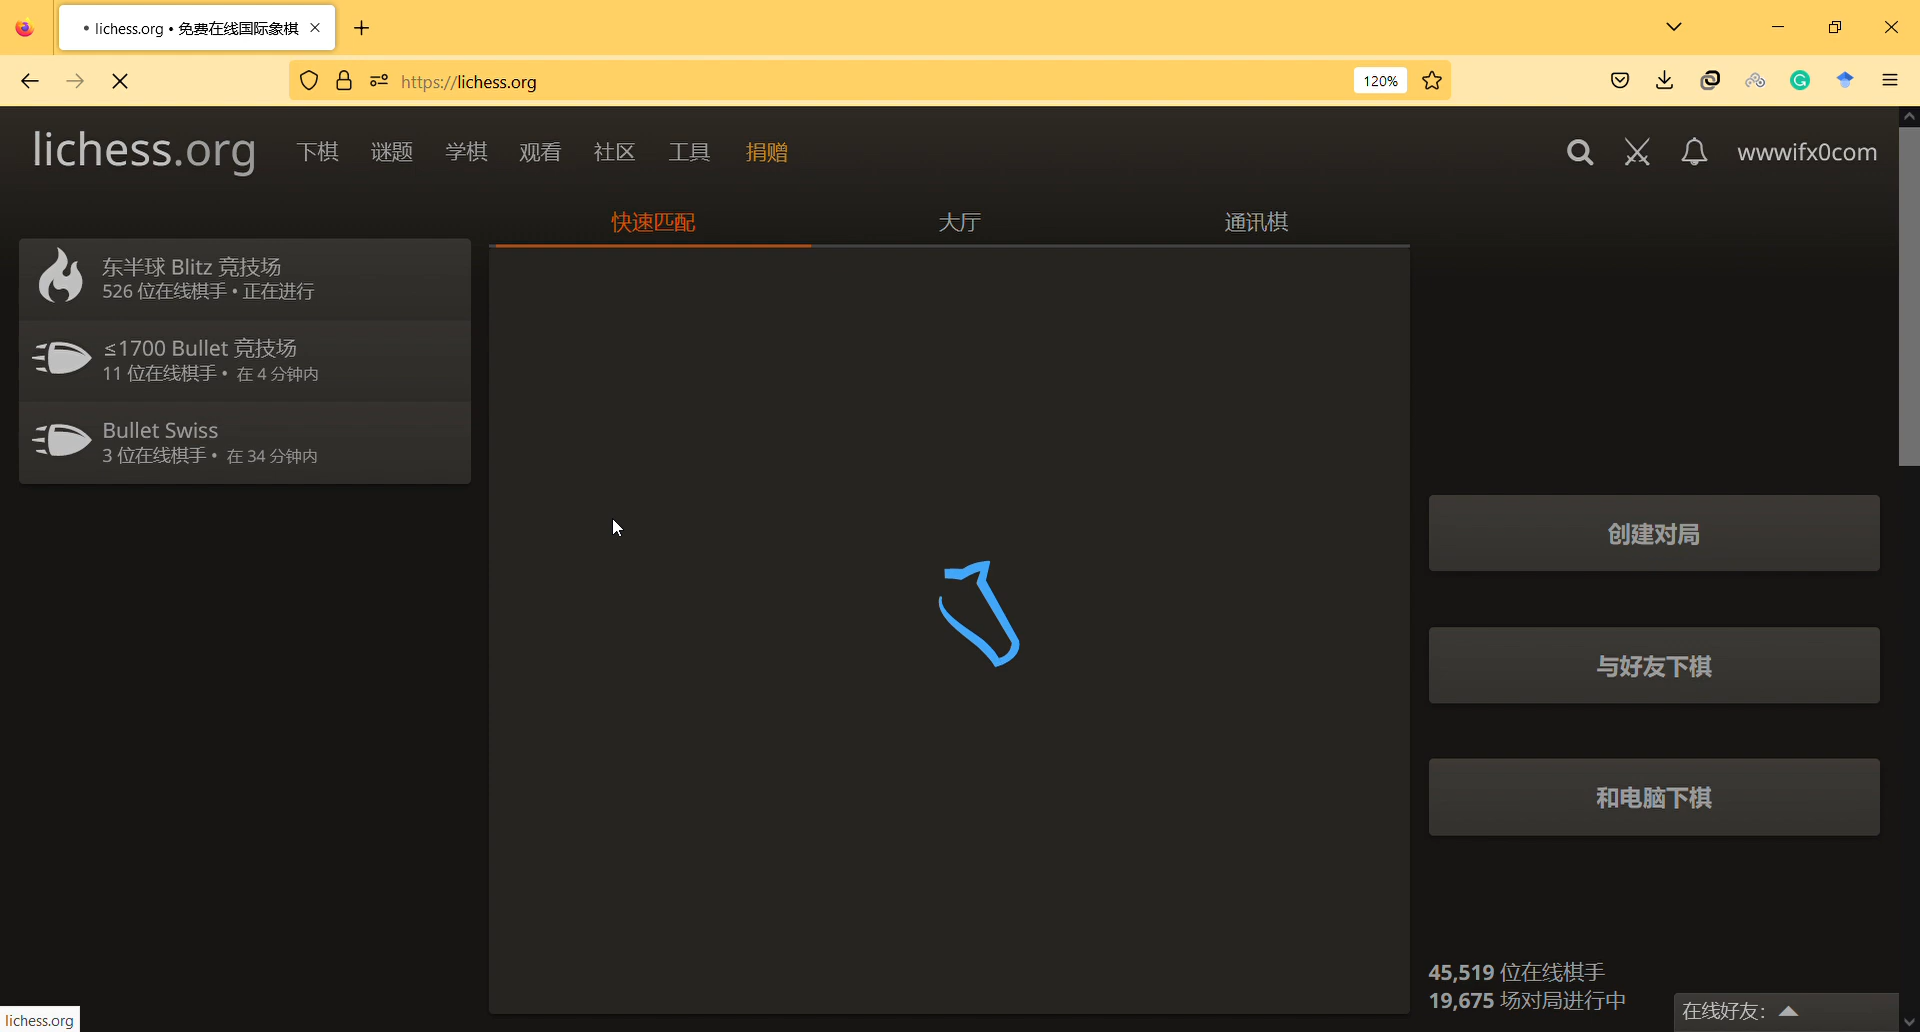 lichess.org • 免费在线国际象棋
https://lichess.org
120%
lichess.org
下棋 谜题 学棋 观看 社区 工具 捐赠
wwwifx0com
快速匹配 大厅 通讯棋
东半球 Blitz 竞技场
526 位在线棋手 • 正在进行
≤1700 Bullet 竞技场
11 位在线棋手 • 在 4 分钟内
Bullet Swiss
3 位在线棋手 • 在 34 分钟内
创建对局
与好友下棋
和电脑下棋
45,519 位在线棋手
19,675 场对局进行中
在线好友：
lichess.org